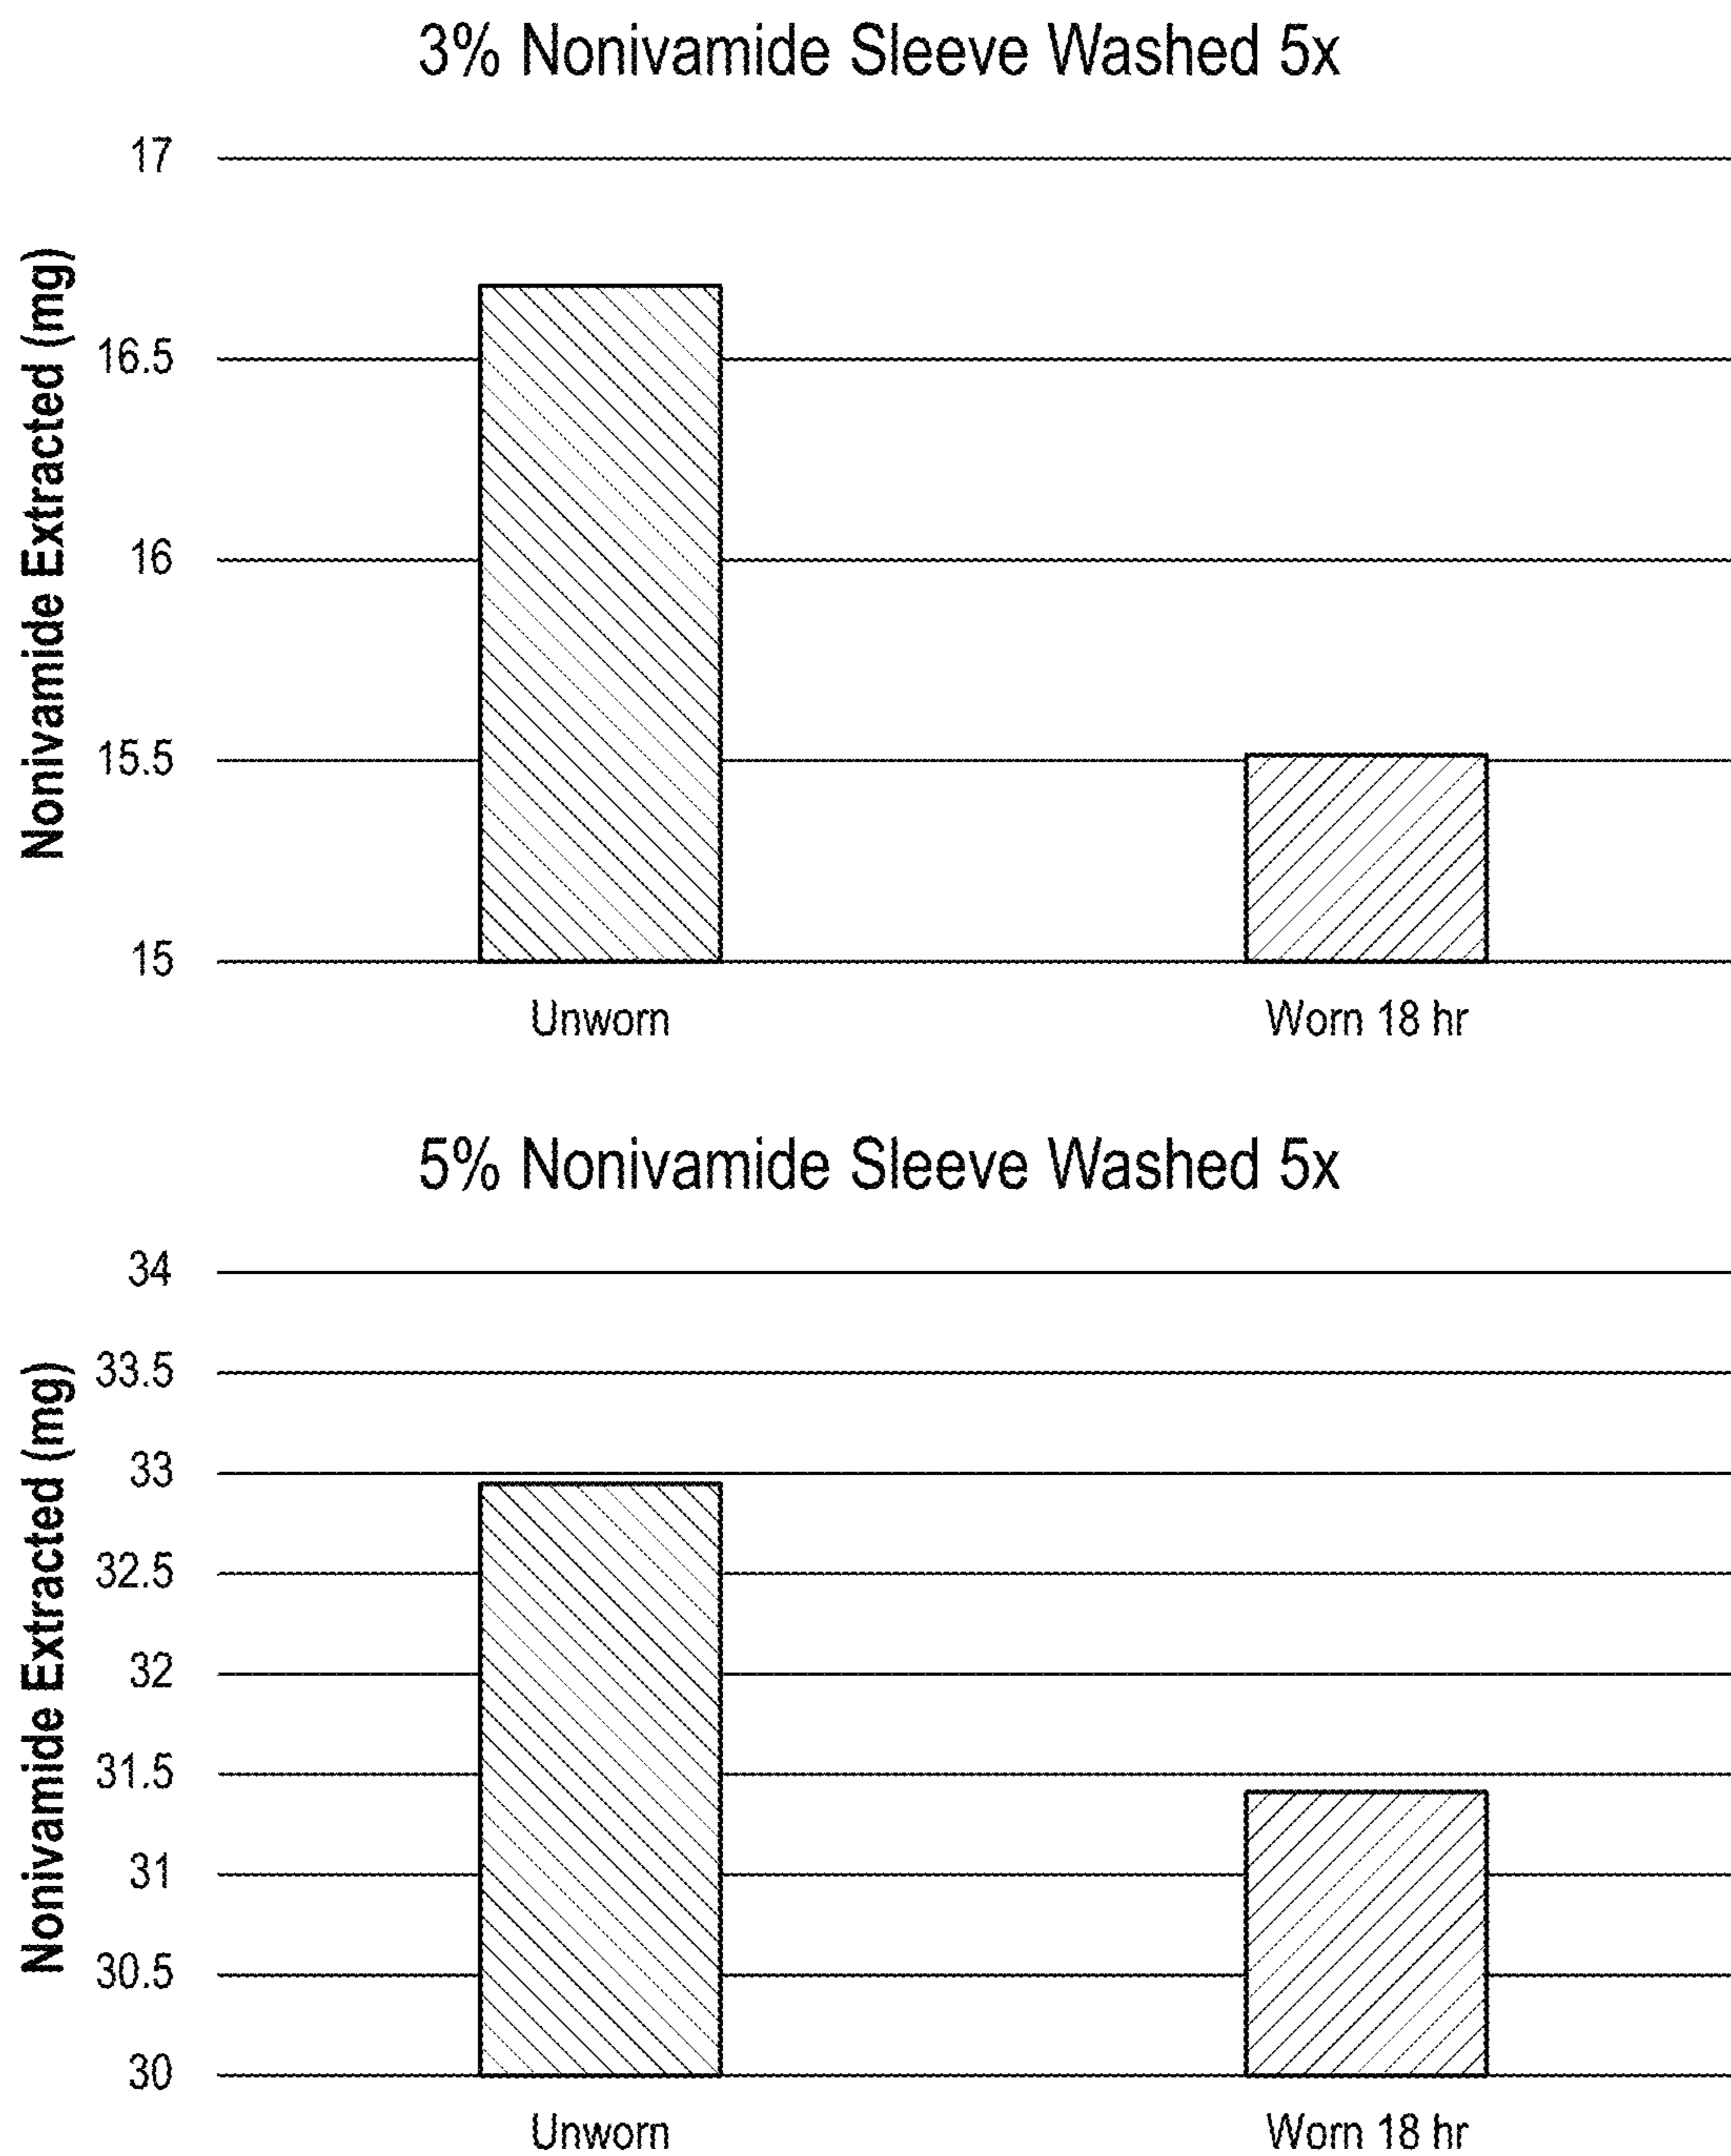 3% Nonivamide Sleeve Washed 5x
Nonivamide Extracted (mg)
17
16.5
16
15.5
15
Unworn
Worn 18 hr
5% Nonivamide Sleeve Washed 5x
Nonivamide Extracted (mg)
34
33.5
33
32.5
32
31.5
31
30.5
30
Unworn
Worn 18 hr